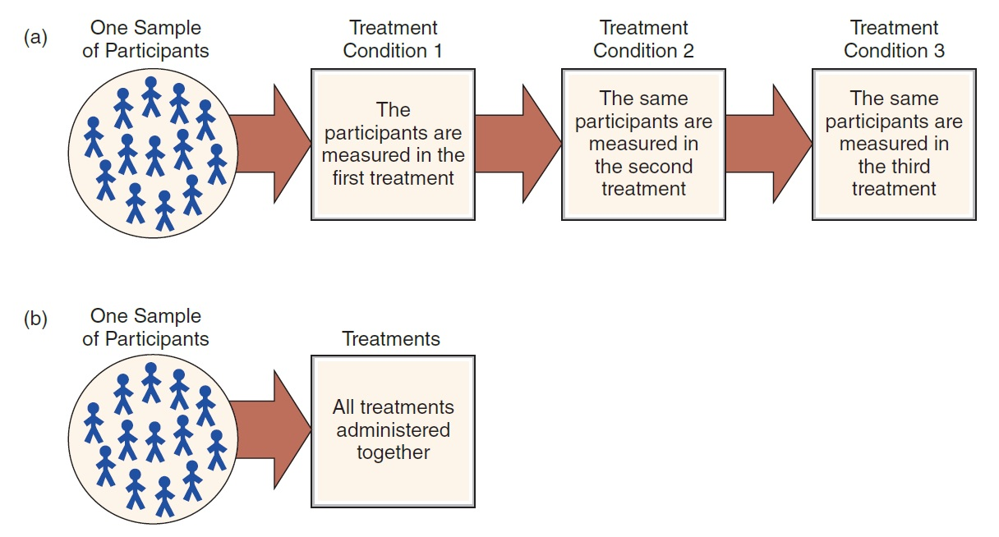 (a)
One Sample
of Participants
Treatment
Condition 1
Treatment
Condition 2
Treatment
Condition 3
The
participants are
measured in the
first treatment
The same
participants are
measured in
the second
treatment
The same
participants are
measured in
the third
treatment
(b)
One Sample
of Participants
Treatments
All treatments
administered
together